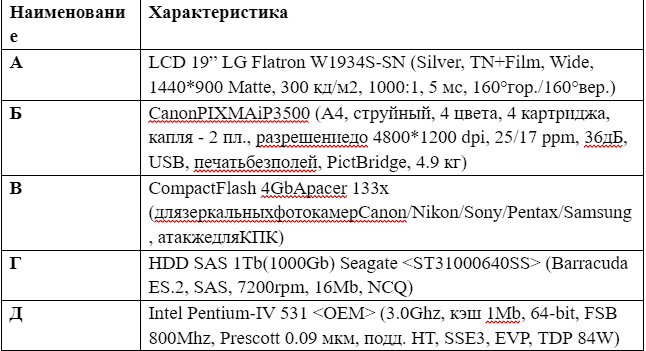 Наименовани Характеристика
е
А LCD 19” LG Flatron W1934S-SN (Silver, TN+Film, Wide,
1440*900 Matte, 300 кд/м2, 1000:1, 5 мс, 160°гор./160°вер.)
Б CanonPIXMAiP3500 (A4, струйный, 4 цвета, 4 картриджа,
капля - 2 пл., разрешениедо 4800*1200 dpi, 25/17 ppm, 36дБ,
USB, печатьбезполей, PictBridge, 4.9 кг)
В CompactFlash 4GbApacer 133x
(длязеркальныхфотокамерCanon/Nikon/Sony/Pentax/Samsung
, атакжедляКПК)
Г HDD SAS 1Tb(1000Gb) Seagate <ST31000640SS> (Barracuda
ES.2, SAS, 7200rpm, 16Mb, NCQ)
Д Intel Pentium-IV 531 <OEM> (3.0Ghz, кэш 1Mb, 64-bit, FSB
800Mhz, Prescott 0.09 мкм, подд. HT, SSE3, EVP, TDP 84W)